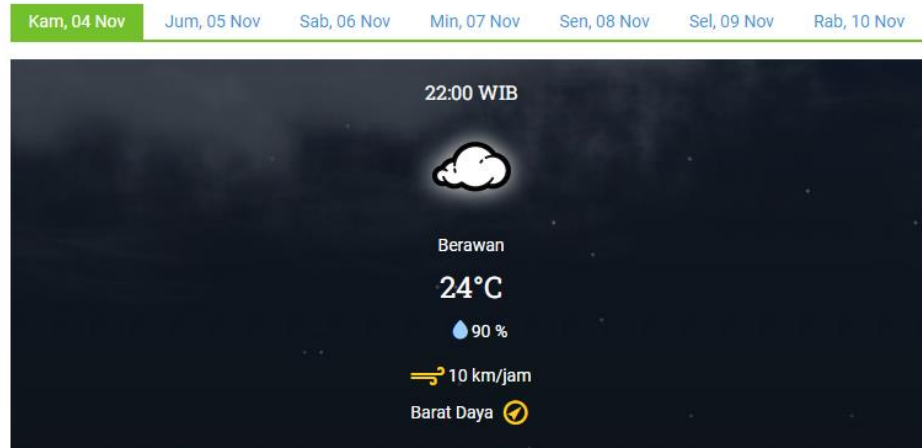 Kam, 04 Nov Jum, 05 Nov Sab, 06 Nov Min, 07 Nov Sen, 08 Nov Sel, 09 Nov Rab, 10 Nov
22:00 WIB
Berawan
24°C
90 %
10 km/jam
Barat Daya